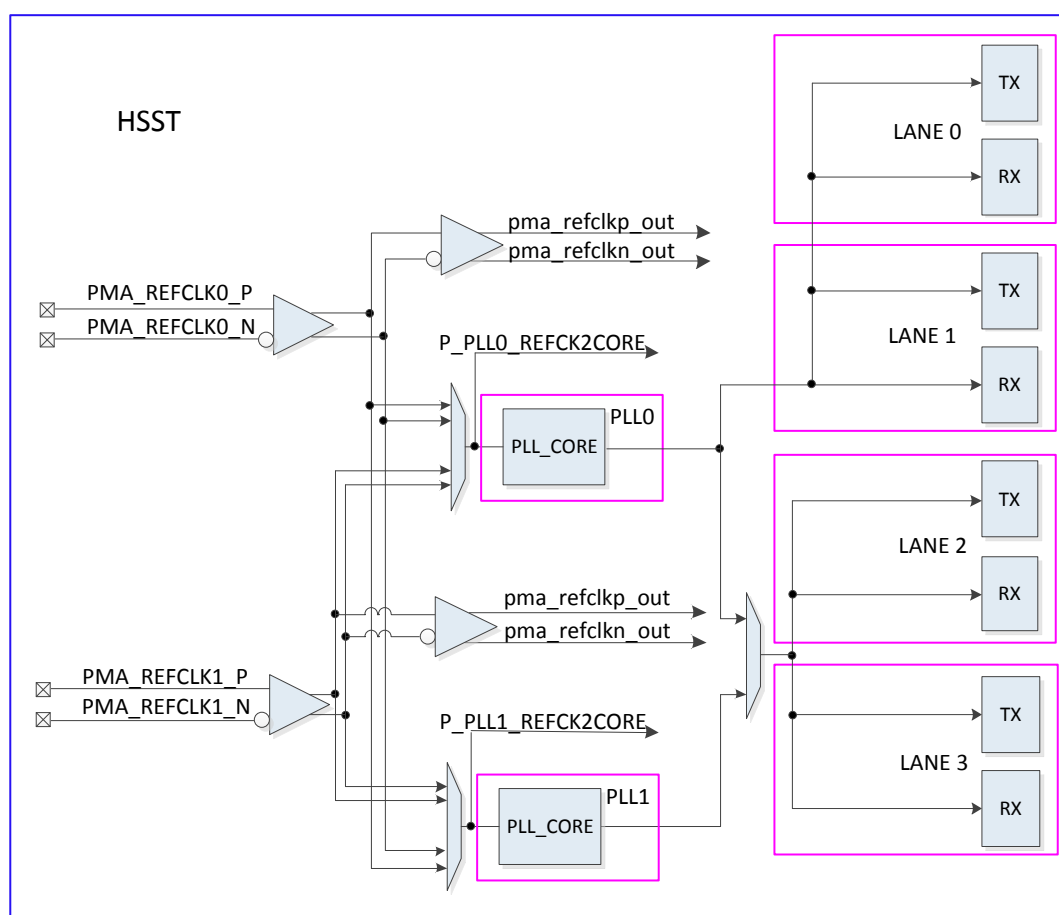 HSST
TX
LANE 0
RX
pma_refclkp_out
pma_refclkn_out
PMA_REFCLK0_P
PMA_REFCLK0_N
TX
LANE 1
RX
P_PLL0_REFCK2CORE
PLL0
PLL_CORE
TX
LANE 2
RX
pma_refclkp_out
pma_refclkn_out
PMA_REFCLK1_P
PMA_REFCLK1_N
TX
LANE 3
RX
P_PLL1_REFCK2CORE
PLL1
PLL_CORE